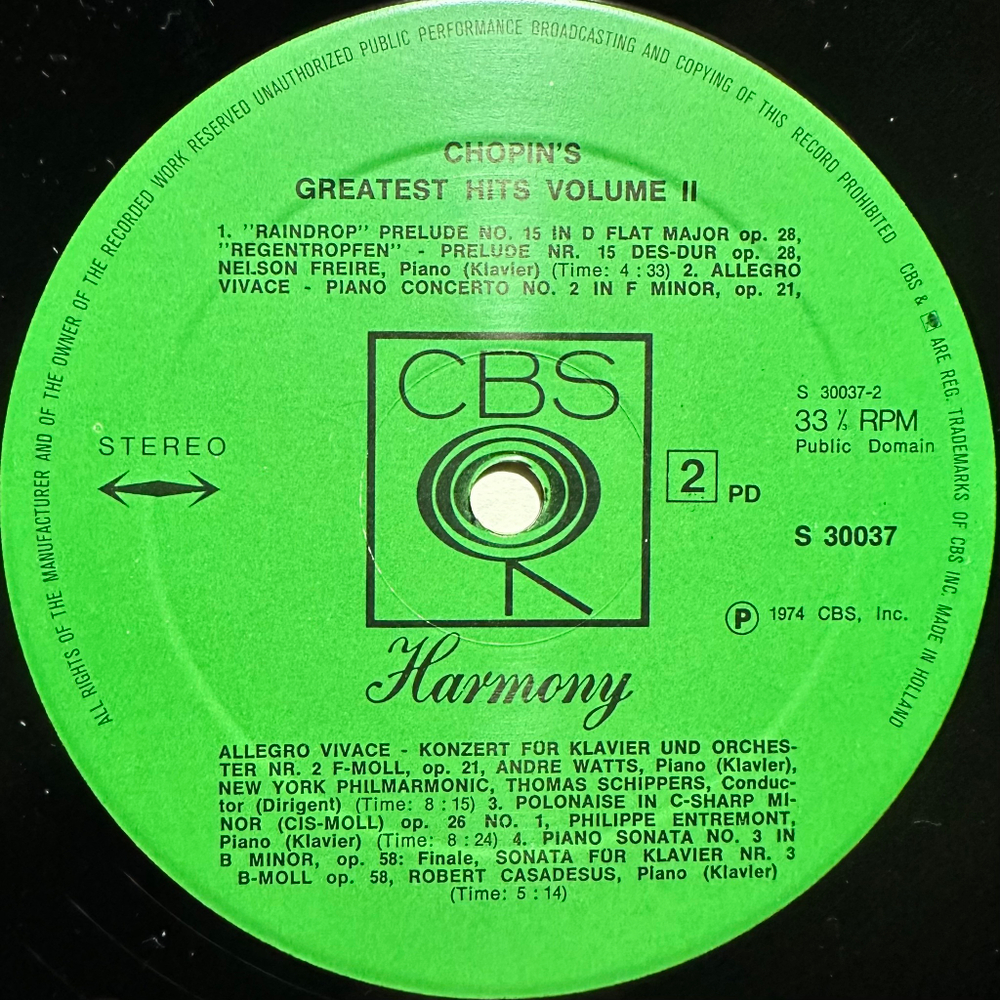 ALL RIGHTS OF THE MANUFACTURER AND OF THE OWNER OF THE RECORDED WORK RESERVED UNAUTHORIZED PUBLIC PERFORMANCE BROADCASTING AND COPYING OF THIS RECORD PROHIBITED
CBS & ARE REG. TRADEMARKS OF CBS INC. MADE IN HOLLAND
CHOPIN'S
GREATEST HITS VOLUME II
1. "RAINDROP" PRELUDE NO. 15 IN D FLAT MAJOR op. 28,
"REGENTROPFEN" - PRELUDE NR. 15 DES-DUR op. 28,
NELSON FREIRE, Piano (Klavier) (Time: 4 : 33) 2. ALLEGRO
VIVACE - PIANO CONCERTO NO. 2 IN F MINOR, op. 21,
CBS
STEREO
S 30037-2
33 ⅓ RPM
Public Domain
2 PD
S 30037
Ⓟ 1974 CBS, Inc.
Harmony
ALLEGRO VIVACE - KONZERT FÜR KLAVIER UND ORCHES-
TER NR. 2 F-MOLL, op. 21, ANDRE WATTS, Piano (Klavier),
NEW YORK PHILMARMONIC, THOMAS SCHIPPERS, Conduc-
tor (Dirigent) (Time: 8 : 15) 3. POLONAISE IN C-SHARP MI-
NOR (CIS-MOLL) op. 26 NO. 1, PHILIPPE ENTREMONT,
Piano (Klavier) (Time: 8 : 24) 4. PIANO SONATA NO. 3 IN
B MINOR, op. 58: Finale, SONATA FÜR KLAVIER NR. 3
B-MOLL op. 58, ROBERT CASADESUS, Piano (Klavier)
(Time: 5 : 14)